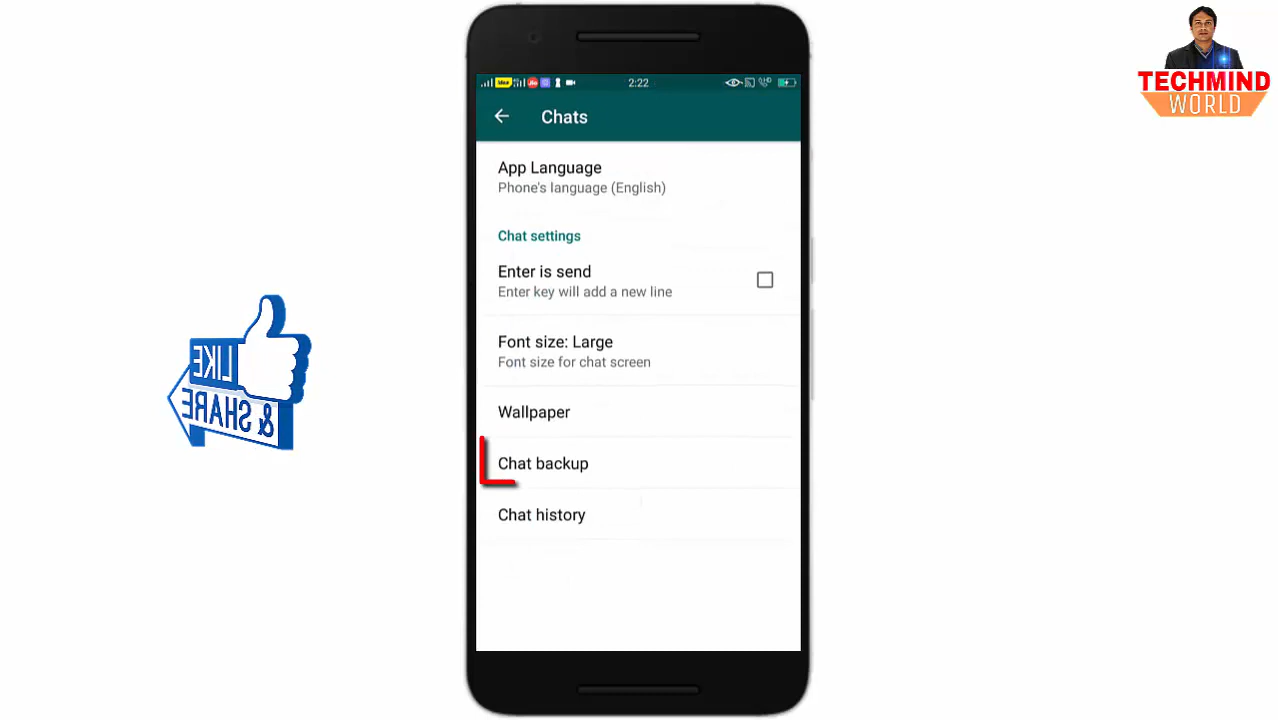 2:22
Chats
App Language
Phone's language (English)
Chat settings
Enter is send
Enter key will add a new line
Font size: Large
Font size for chat screen
Wallpaper
Chat backup
Chat history
LIKE
& SHARE
TECHMIND
WORLD